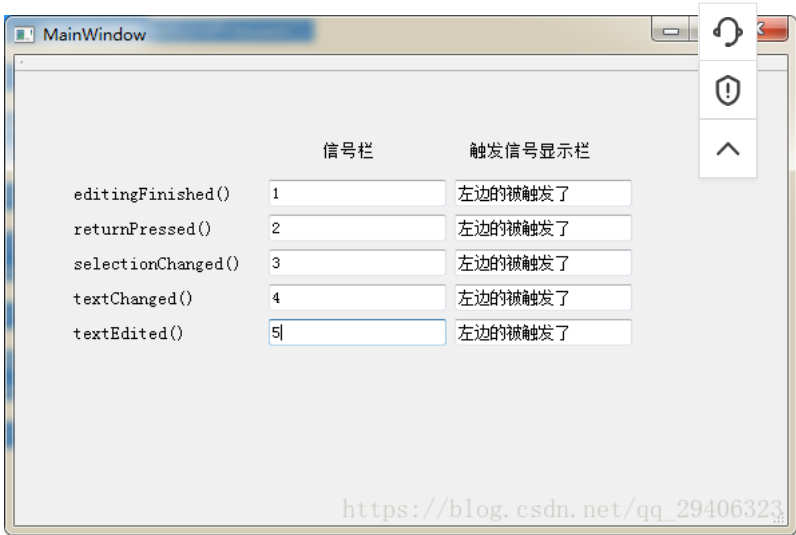 MainWindow
信号栏 触发信号显示栏
editingFinished() 1 左边的被触发了
returnPressed() 2 左边的被触发了
selectionChanged() 3 左边的被触发了
textChanged() 4 左边的被触发了
textEdited() 5 左边的被触发了
https://blog.csdn.net/qq_29406323